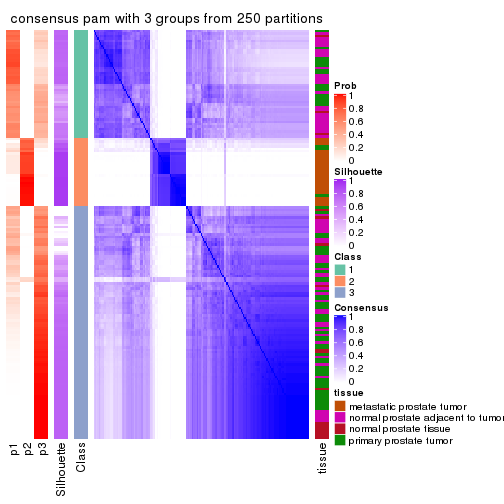 consensus pam with 3 groups from 250 partitions
Prob
1
0.8
0.6
0.4
0.2
0
Silhouette
1
0.8
0.6
0.4
0.2
0
Class
1
2
3
Consensus
1
0.8
0.6
0.4
0.2
0
tissue
metastatic prostate tumor
normal prostate adjacent to tumor
normal prostate tissue
primary prostate tumor
p1
p2
p3
Silhouette
Class
tissue